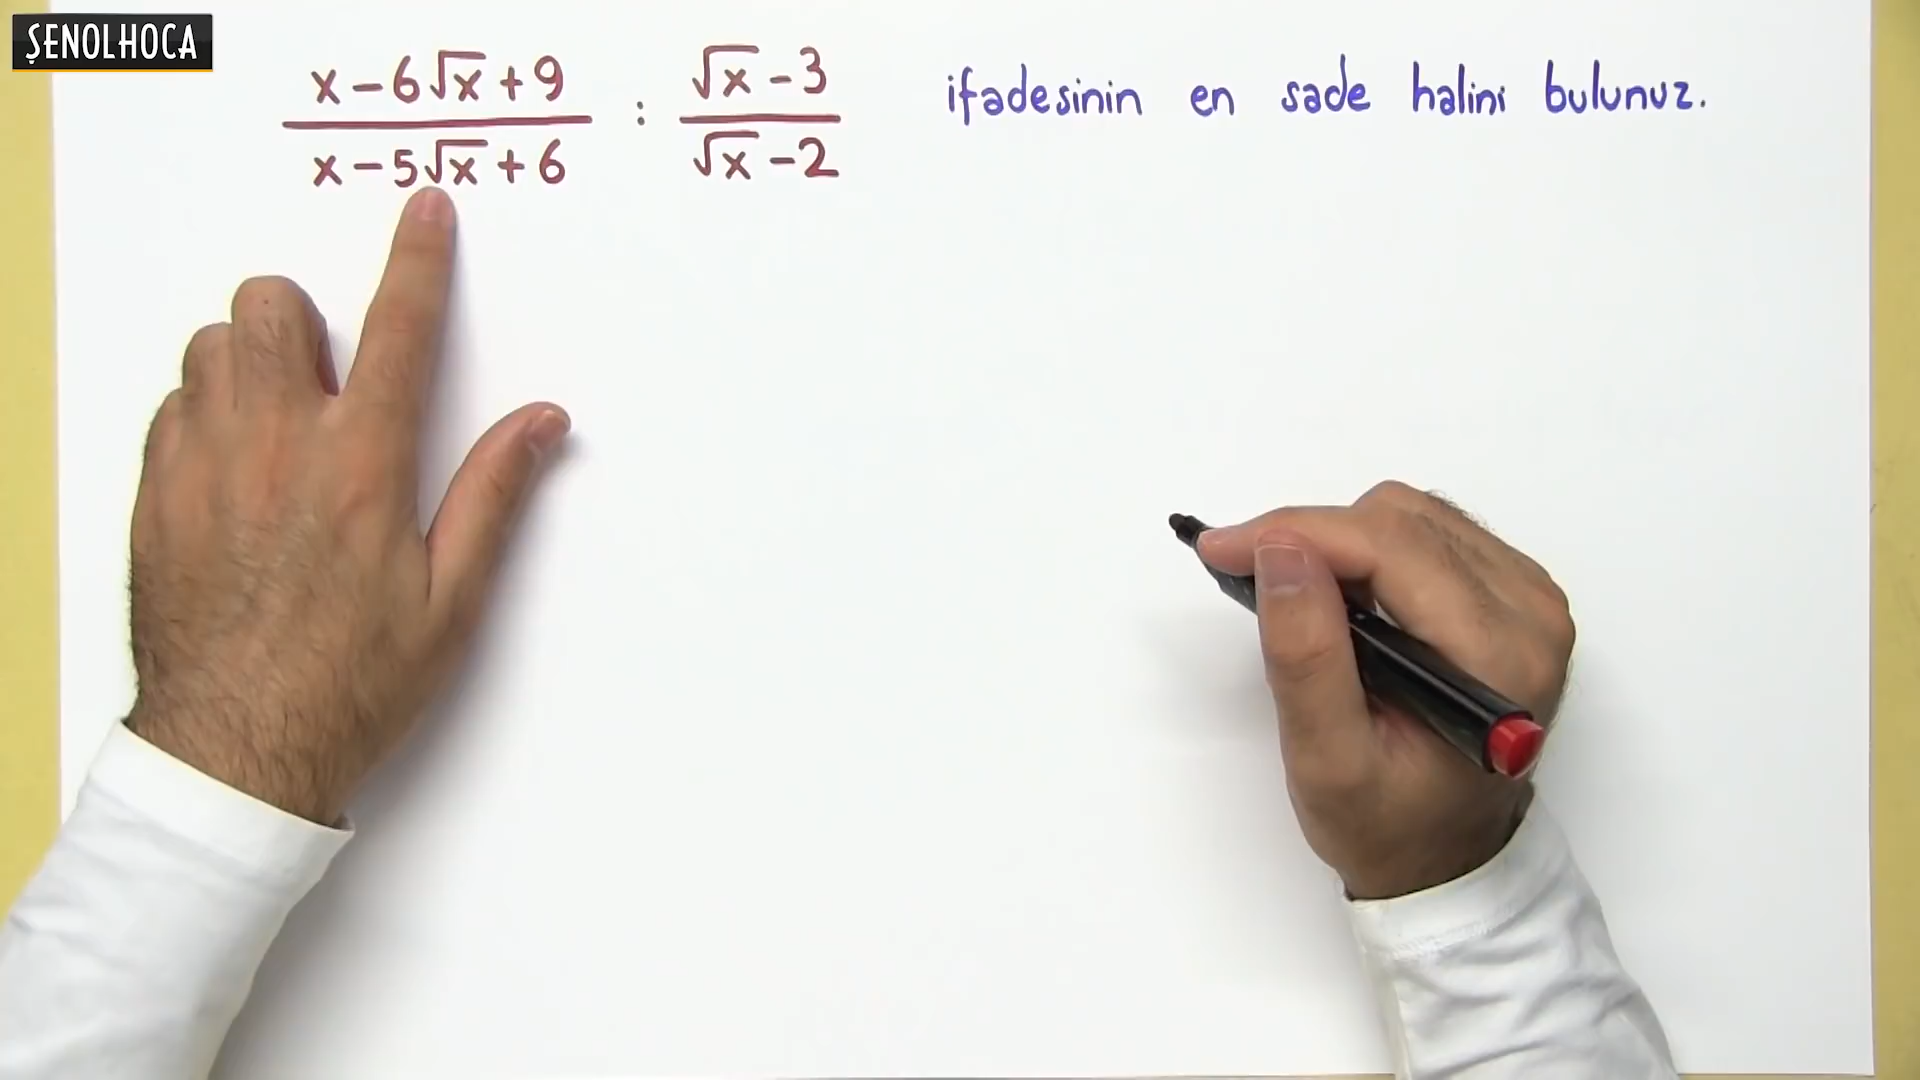 ŞENOLHOCA
x-6√x+9 / x-5√x+6 : √x-3 / √x-2 ifadesinin en sade halini bulunuz.